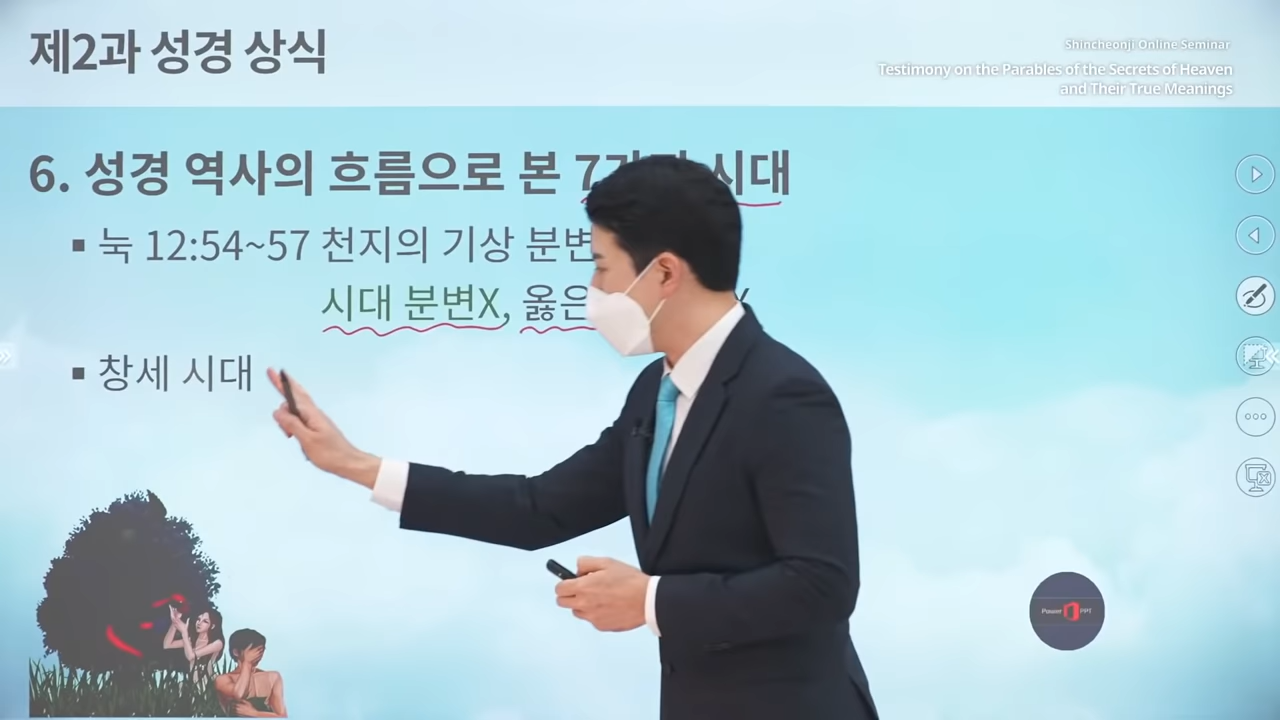 제2과 성경 상식
Shincheonji Online Seminar
Testimony on the Parables of the Secrets of Heaven
and Their True Meanings
6. 성경 역사의 흐름으로 본 7 시대
▪ 눅 12:54~57 천지의 기상 분변
시대 분변X, 옳은
▪ 창세 시대
Power PPT